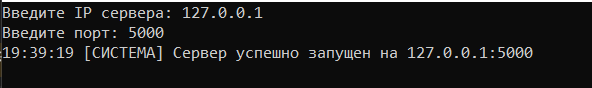 Введите IP сервера: 127.0.0.1
Введите порт: 5000
19:39:19 [СИСТЕМА] Сервер успешно запущен на 127.0.0.1:5000